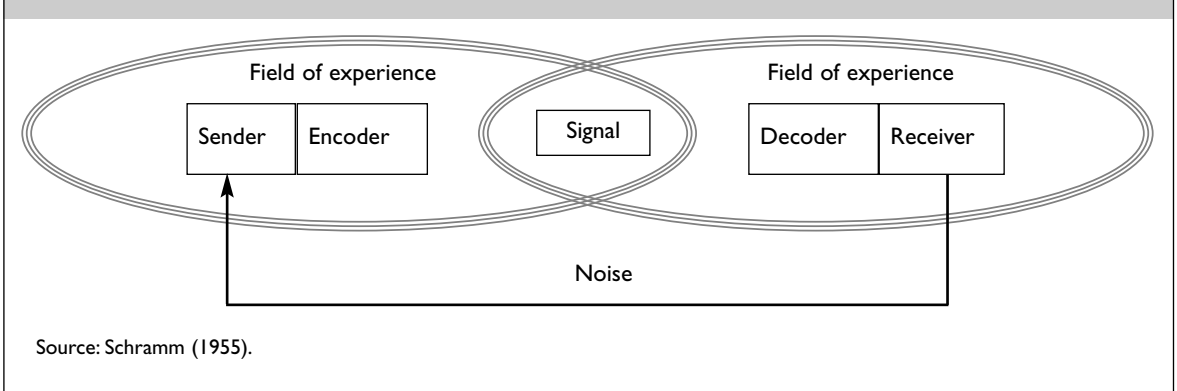 Field of experience Field of experience
Sender Encoder Signal Decoder Receiver
Noise
Source: Schramm (1955).